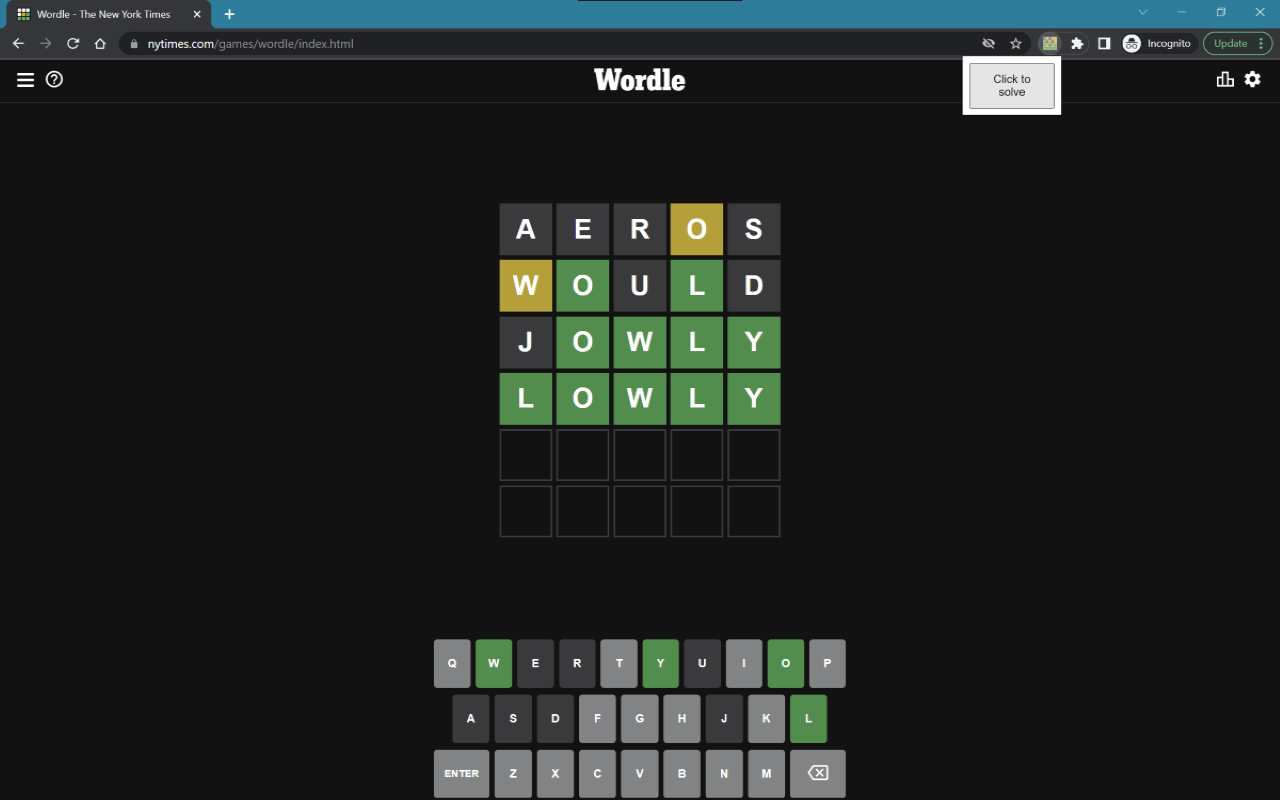 Wordle - The New York Times
nytimes.com/games/wordle/index.html
Incognito
Update
Wordle
Click to
solve
A E R O S
W O U L D
J O W L Y
L O W L Y
Q W E R T Y U I O P
A S D F G H J K L
ENTER Z X C V B N M